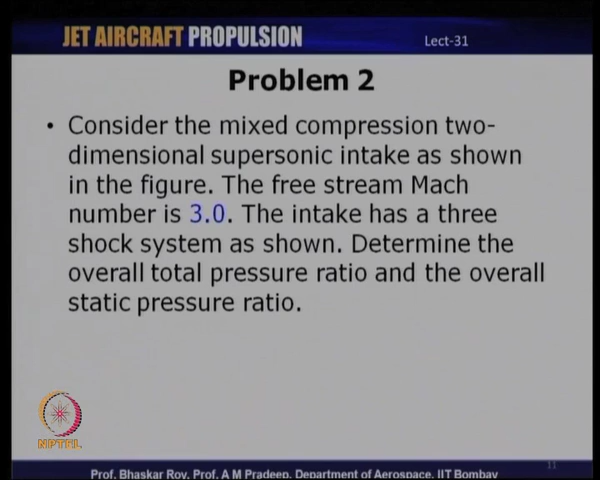 JET AIRCRAFT PROPULSION
Lect-31
Problem 2
• Consider the mixed compression two-
dimensional supersonic intake as shown
in the figure. The free stream Mach
number is 3.0. The intake has a three
shock system as shown. Determine the
overall total pressure ratio and the overall
static pressure ratio.
NPTEL
11
Prof. Bhaskar Roy, Prof. A M Pradeep, Department of Aerospace, IIT Bombay